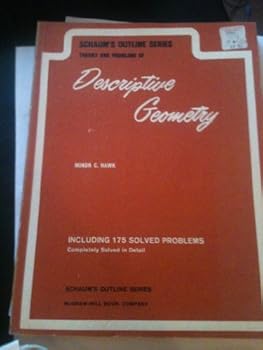 SCHAUM'S OUTLINE SERIES
THEORY AND PROBLEMS OF
Descriptive
Geometry
MINOR C. HAWK
INCLUDING 175 SOLVED PROBLEMS
Completely Solved in Detail
SCHAUM'S OUTLINE SERIES
McGRAW-HILL BOOK COMPANY